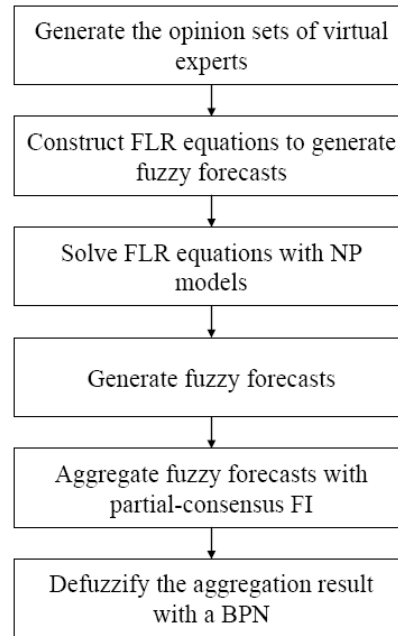 Generate the opinion sets of virtual
experts
Construct FLR equations to generate
fuzzy forecasts
Solve FLR equations with NP
models
Generate fuzzy forecasts
Aggregate fuzzy forecasts with
partial-consensus FI
Defuzzify the aggregation result
with a BPN